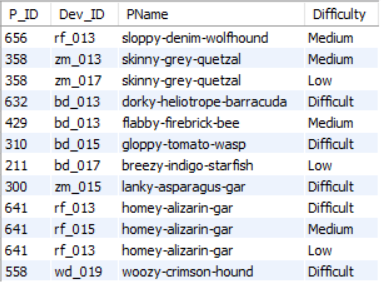 P_ID Dev_ID PName Difficulty
656 rf_013 sloppy-denim-wolfhound Medium
358 zm_013 skinny-grey-quetzal Medium
358 zm_017 skinny-grey-quetzal Low
632 bd_013 dorky-heliotrope-barracuda Difficult
429 bd_013 flabby-firebrick-bee Medium
310 bd_015 gloppy-tomato-wasp Difficult
211 bd_017 breezy-indigo-starfish Low
300 zm_015 lanky-asparagus-gar Difficult
641 rf_013 homey-alizarin-gar Difficult
641 rf_015 homey-alizarin-gar Medium
641 rf_013 homey-alizarin-gar Low
558 wd_019 woozy-crimson-hound Difficult